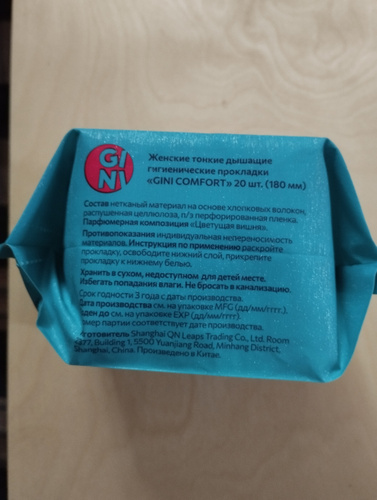 GI
NI
Женские тонкие дышащие
гигиенические прокладки
«GINI COMFORT» 20 шт. (180 мм)
Состав нетканый материал на основе хлопковых волокон,
распушенная целлюлоза, п/э перфорированная пленка.
Парфюмерная композиция «Цветущая вишня».
Противопоказания индивидуальная непереносимость
материалов. Инструкция по применению раскройте
прокладку, освободите нижний слой, прикрепите
прокладку к нижнему белью.
Хранить в сухом, недоступном для детей месте.
Избегать попадания влаги. Не бросать в канализацию.
Срок годности 3 года с даты производства.
Дата производства см. на упаковке MFG (дд/мм/гггг).
Годен до см. на упаковке EXP (дд/мм/гггг).
Номер партии соответствует дате производства.
Изготовитель Shanghai QN Leaps Trading Co., Ltd. Room
277, Building 1, 5500 Yuanjiang Road, Minhang District,
Shanghai, China. Произведено в Китае.